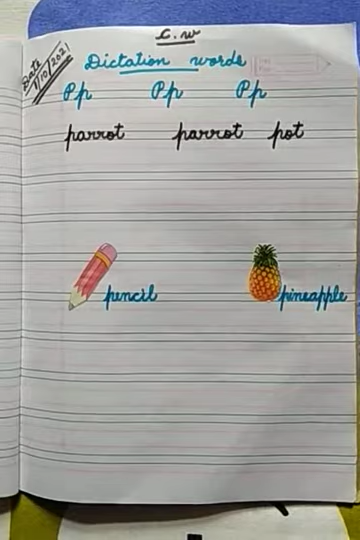 C.W
Date 1/10/2021
Dictation words
Pp Pp Pp
parrot parrot pot
pencil pineapple